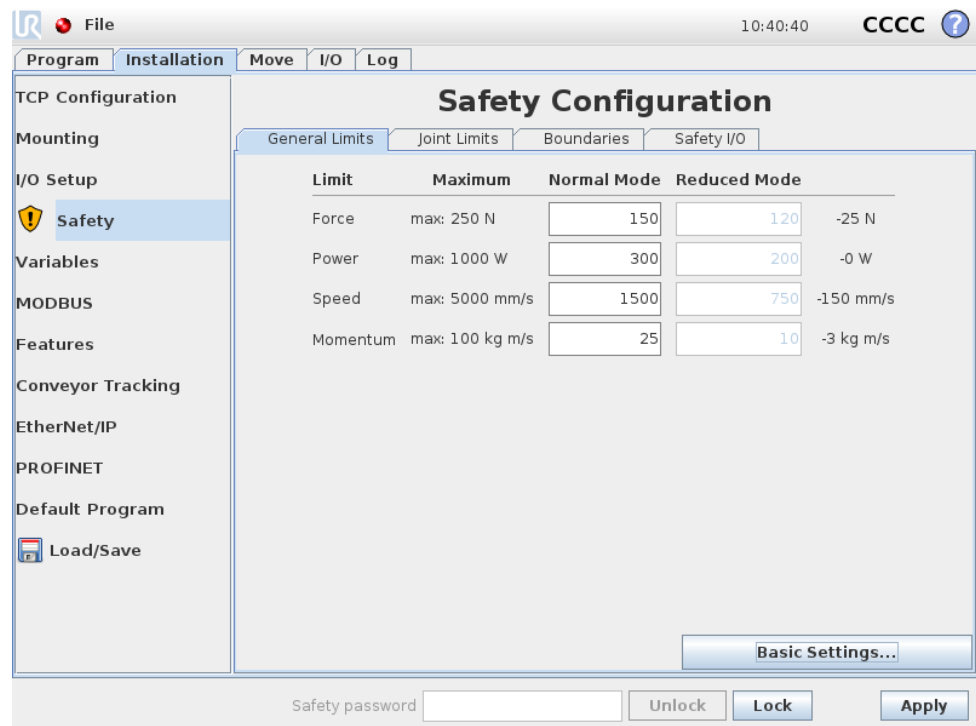 UR File 10:40:40 CCCC ?
Program Installation Move I/O Log
TCP Configuration
Mounting
I/O Setup
Safety
Variables
MODBUS
Features
Conveyor Tracking
EtherNet/IP
PROFINET
Default Program
Load/Save
Safety Configuration
General Limits Joint Limits Boundaries Safety I/O
Limit Maximum Normal Mode Reduced Mode
Force max: 250 N 150 120 -25 N
Power max: 1000 W 300 200 -0 W
Speed max: 5000 mm/s 1500 750 -150 mm/s
Momentum max: 100 kg m/s 25 10 -3 kg m/s
Basic Settings...
Safety password Unlock Lock Apply